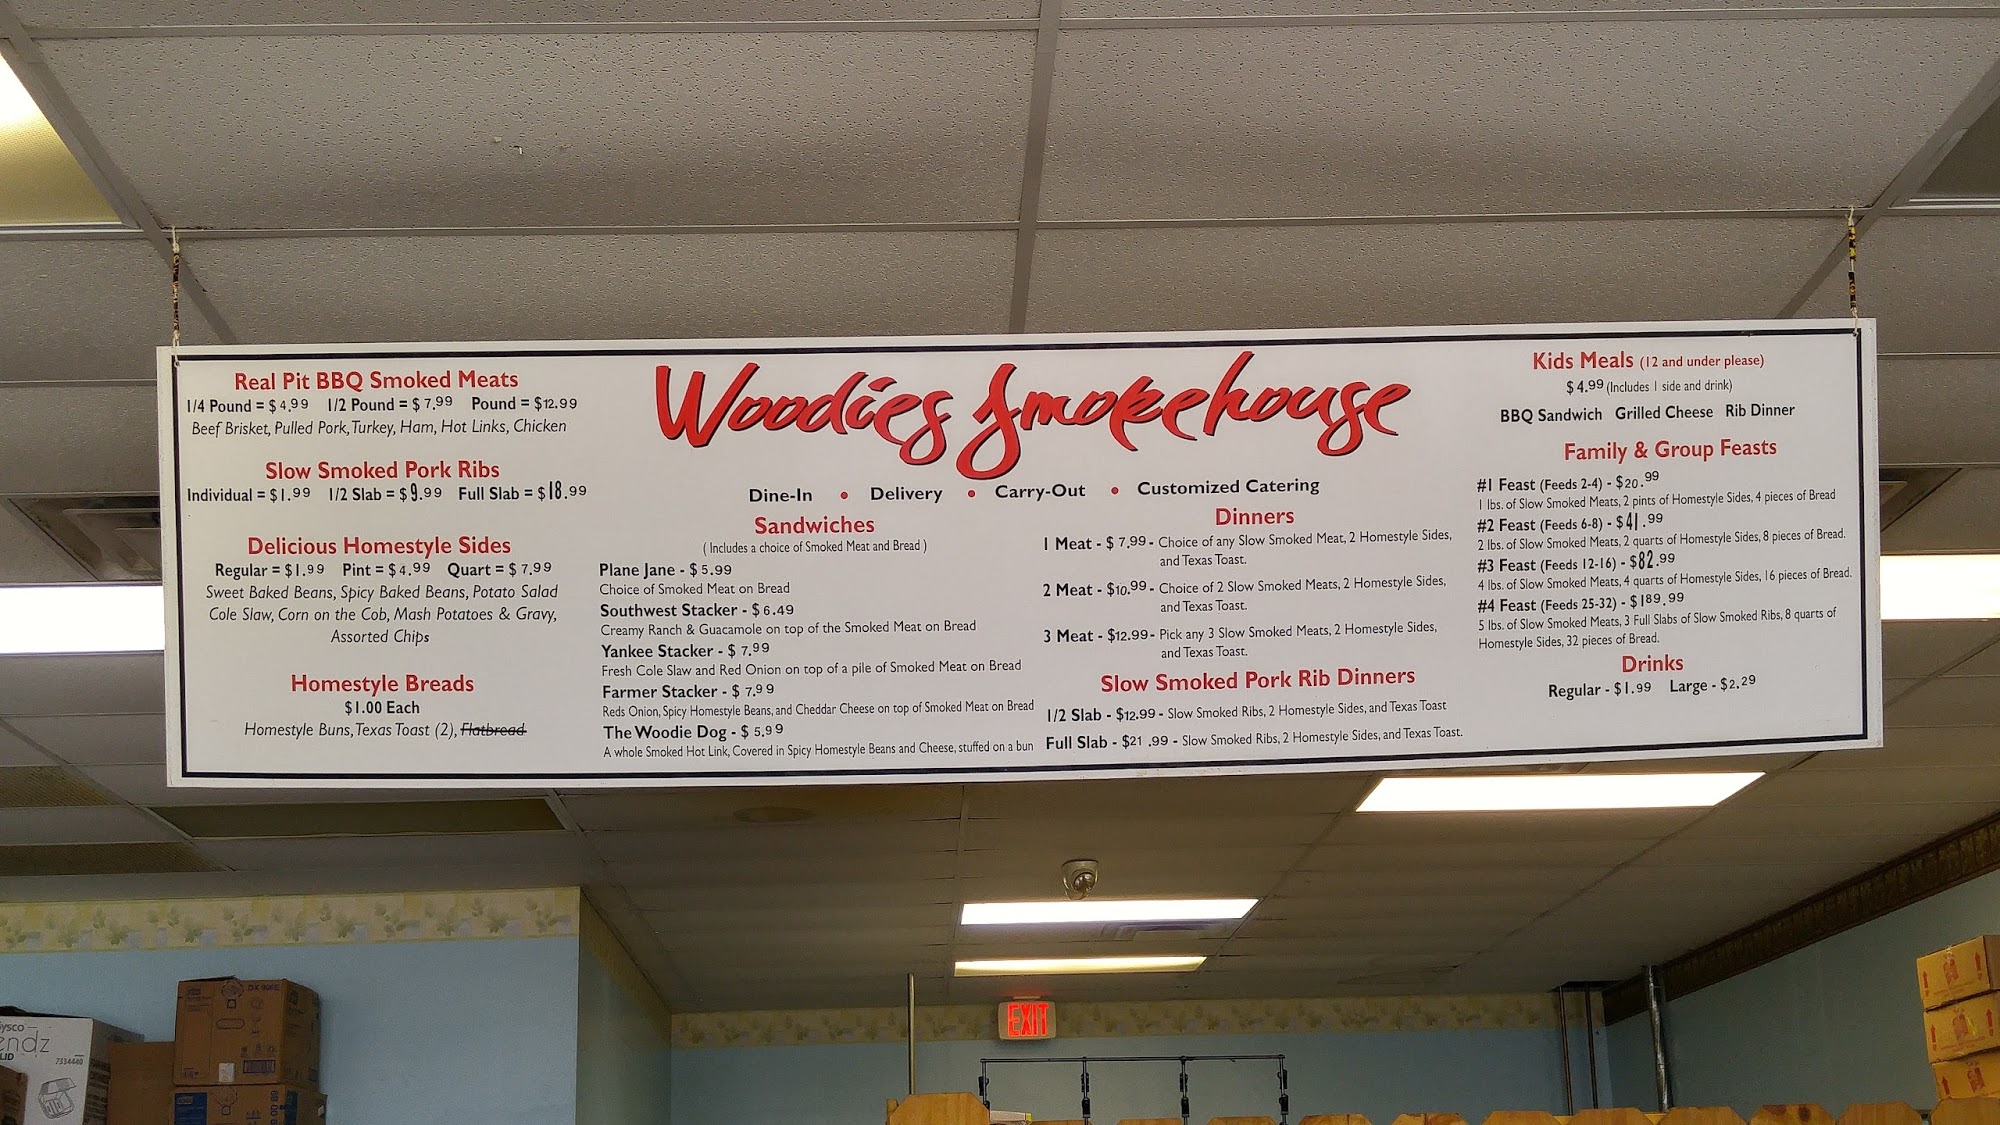 Real Pit BBQ Smoked Meats
1/4 Pound = $4.99 1/2 Pound = $7.99 Pound = $12.99
Beef Brisket, Pulled Pork, Turkey, Ham, Hot Links, Chicken
Slow Smoked Pork Ribs
Individual = $1.99 1/2 Slab = $9.99 Full Slab = $18.99
Delicious Homestyle Sides
Regular = $1.99 Pint = $4.99 Quart = $7.99
Sweet Baked Beans, Spicy Baked Beans, Potato Salad
Cole Slaw, Corn on the Cob, Mash Potatoes & Gravy,
Assorted Chips
Homestyle Breads
$1.00 Each
Homestyle Buns, Texas Toast (2), Flatbread
Woodies Smokehouse
Dine-In • Delivery • Carry-Out • Customized Catering
Sandwiches
(Includes a choice of Smoked Meat and Bread)
Plane Jane - $5.99
Choice of Smoked Meat on Bread
Southwest Stacker - $6.49
Creamy Ranch & Guacamole on top of the Smoked Meat on Bread
Yankee Stacker - $7.99
Fresh Cole Slaw and Red Onion on top of a pile of Smoked Meat on Bread
Farmer Stacker - $7.99
Reds Onion, Spicy Homestyle Beans, and Cheddar Cheese on top of Smoked Meat on Bread
The Woodie Dog - $5.99
A whole Smoked Hot Link, Covered in Spicy Homestyle Beans and Cheese, stuffed on a bun
Dinners
1 Meat - $7.99 - Choice of any Slow Smoked Meat, 2 Homestyle Sides,
and Texas Toast.
2 Meat - $10.99 - Choice of 2 Slow Smoked Meats, 2 Homestyle Sides,
and Texas Toast.
3 Meat - $12.99 - Pick any 3 Slow Smoked Meats, 2 Homestyle Sides,
and Texas Toast.
Slow Smoked Pork Rib Dinners
1/2 Slab - $12.99 - Slow Smoked Ribs, 2 Homestyle Sides, and Texas Toast
Full Slab - $21.99 - Slow Smoked Ribs, 2 Homestyle Sides, and Texas Toast.
Kids Meals (12 and under please)
$4.99 (Includes 1 side and drink)
BBQ Sandwich Grilled Cheese Rib Dinner
Family & Group Feasts
#1 Feast (Feeds 2-4) - $20.99
1 lbs. of Slow Smoked Meats, 2 pints of Homestyle Sides, 4 pieces of Bread
#2 Feast (Feeds 6-8) - $41.99
2 lbs. of Slow Smoked Meats, 2 quarts of Homestyle Sides, 8 pieces of Bread.
#3 Feast (Feeds 12-16) - $82.99
4 lbs. of Slow Smoked Meats, 4 quarts of Homestyle Sides, 16 pieces of Bread.
#4 Feast (Feeds 25-32) - $189.99
5 lbs. of Slow Smoked Meats, 3 Full Slabs of Slow Smoked Ribs, 8 quarts of
Homestyle Sides, 32 pieces of Bread.
Drinks
Regular - $1.99 Large - $2.29
EXIT
Sysco
endz
LID
7334440